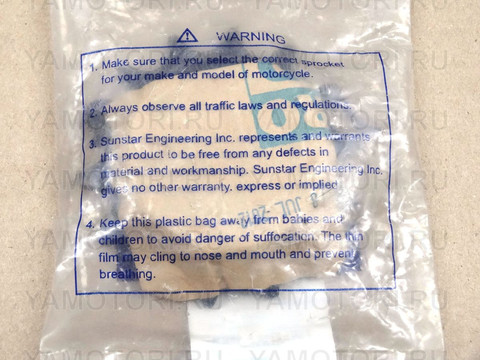 WARNING
1. Make sure that you select the correct sprocket
for your make and model of motorcycle.
2. Always observe all traffic laws and regulations.
3. Sunstar Engineering Inc. represents and warrants
this product to be free from any defects in
material and workmanship. Sunstar Engineering Inc.
gives no other warranty. express or implied
4. Keep this plastic bag away from babies and
children to avoid danger of suffocation. The thin
film may cling to nose and mouth and prevent
breathing.
YAMOTORI.RU